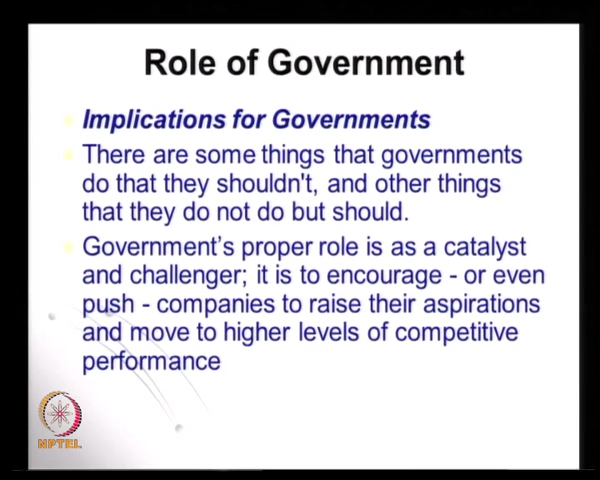 Role of Government
Implications for Governments
There are some things that governments
do that they shouldn't, and other things
that they do not do but should.
Government's proper role is as a catalyst
and challenger; it is to encourage - or even
push - companies to raise their aspirations
and move to higher levels of competitive
performance
NPTEL